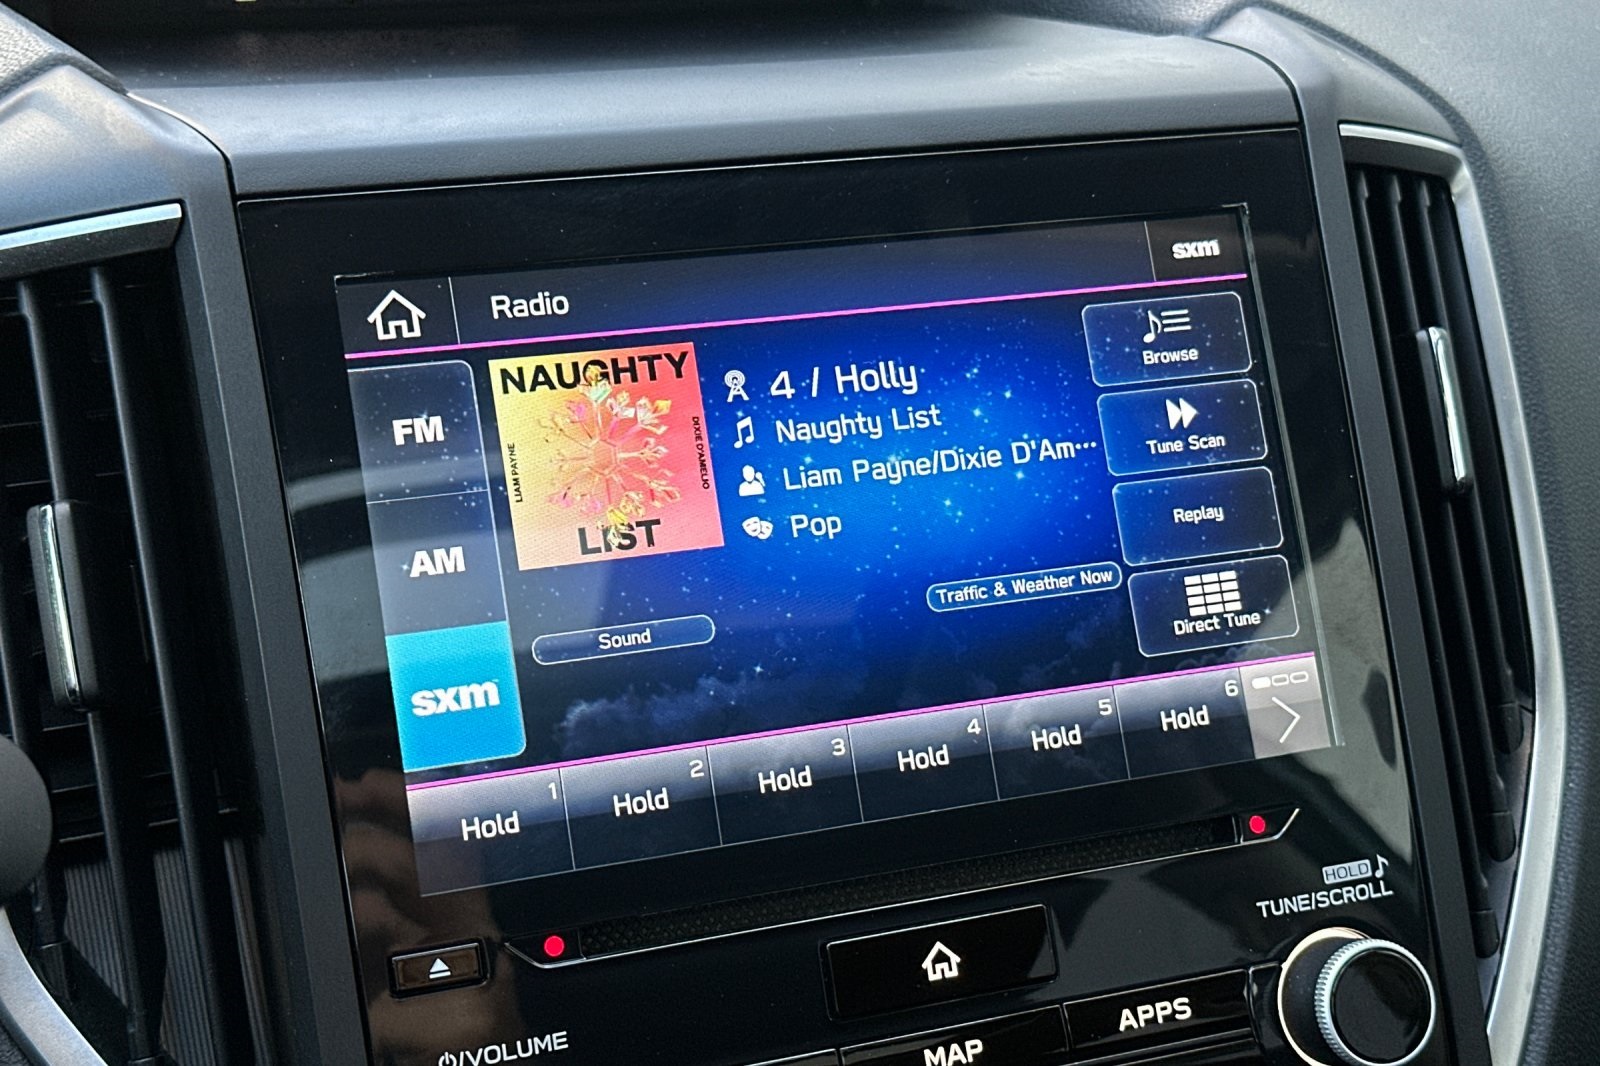 Radio
sxm
FM
AM
sxm
NAUGHTY
LIAM PAYNE
DIXIE D'AMELIO
LIST
4 / Holly
Naughty List
Liam Payne/Dixie D'Am···
Pop
Browse
Tune Scan
Replay
Direct Tune
Traffic & Weather Now
Sound
1
Hold
2
Hold
3
Hold
4
Hold
5
Hold
6
Hold
HOLD
TUNE/SCROLL
APPS
MAP
/VOLUME